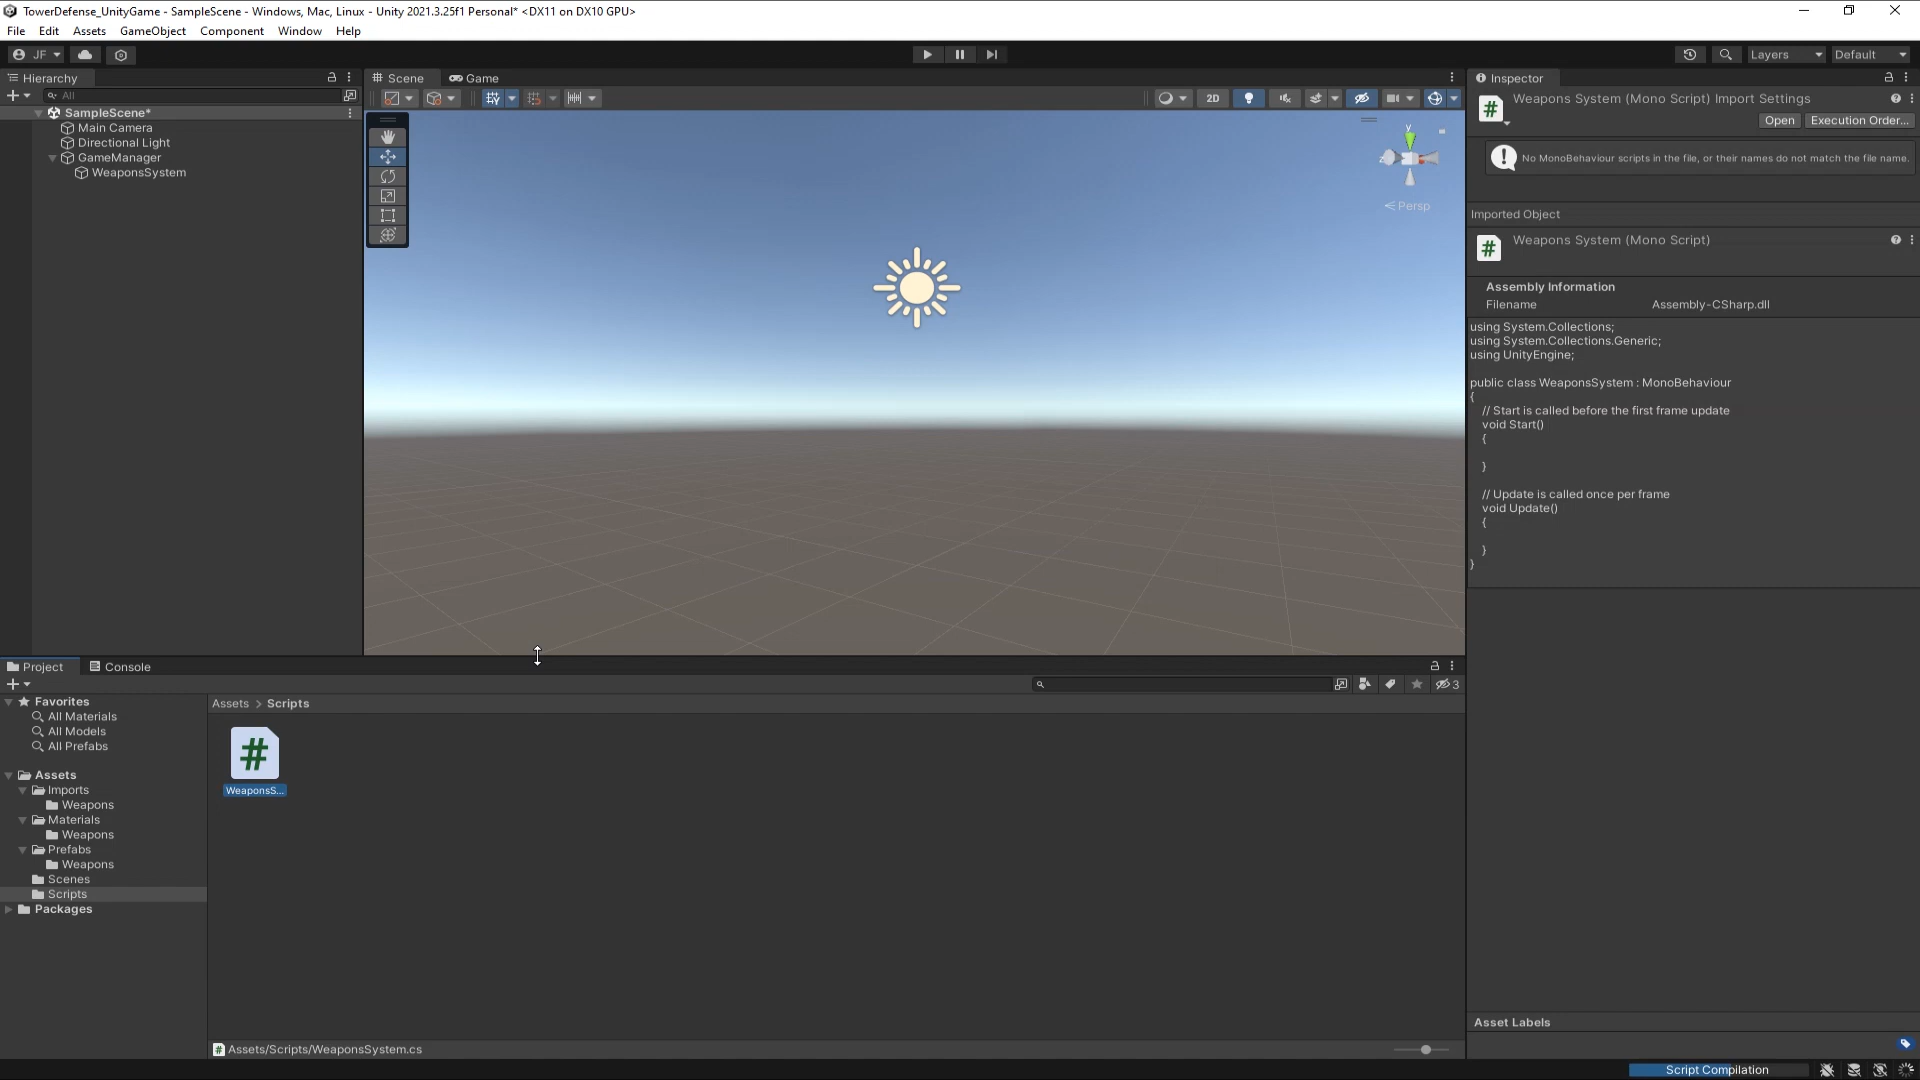 TowerDefense_UnityGame - SampleScene - Windows, Mac, Linux - Unity 2021.3.25f1 Personal* <DX11 on DX10 GPU>
File Edit Assets GameObject Component Window Help
JF
Layers
Default
Hierarchy
All
SampleScene*
Main Camera
Directional Light
GameManager
WeaponsSystem
Scene
Game
2D
y
z
Persp
Inspector
Weapons System (Mono Script) Import Settings
Open
Execution Order...
No MonoBehaviour scripts in the file, or their names do not match the file name.
Imported Object
Weapons System (Mono Script)
Assembly Information
Filename Assembly-CSharp.dll
using System.Collections;
using System.Collections.Generic;
using UnityEngine;
public class WeaponsSystem : MonoBehaviour
{
// Start is called before the first frame update
void Start()
{
}
// Update is called once per frame
void Update()
{
}
}
Project
Console
3
Favorites
All Materials
All Models
All Prefabs
Assets
Imports
Weapons
Materials
Weapons
Prefabs
Weapons
Scenes
Scripts
Packages
Assets > Scripts
WeaponsS...
Assets/Scripts/WeaponsSystem.cs
Asset Labels
Script Compilation